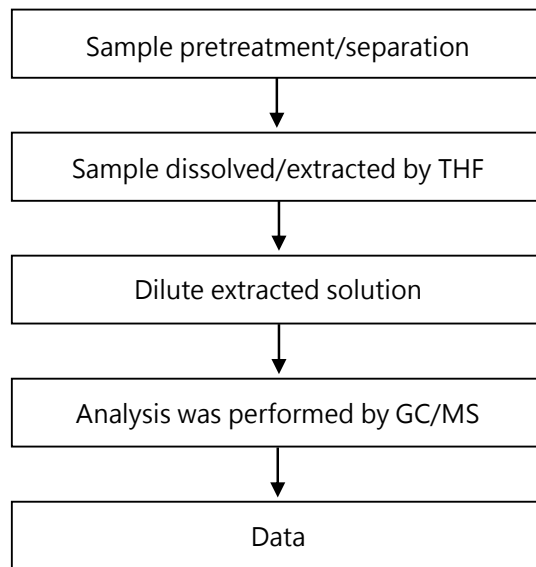 Sample pretreatment/separation
Sample dissolved/extracted by THF
Dilute extracted solution
Analysis was performed by GC/MS
Data